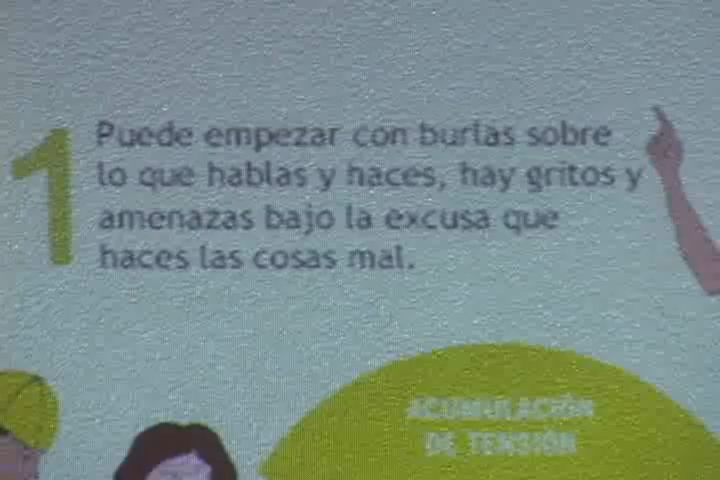 1
Puede empezar con burlas sobre
lo que hablas y haces, hay gritos y
amenazas bajo la excusa que
haces las cosas mal.
ACUMULACIÓN
DE TENSIÓN